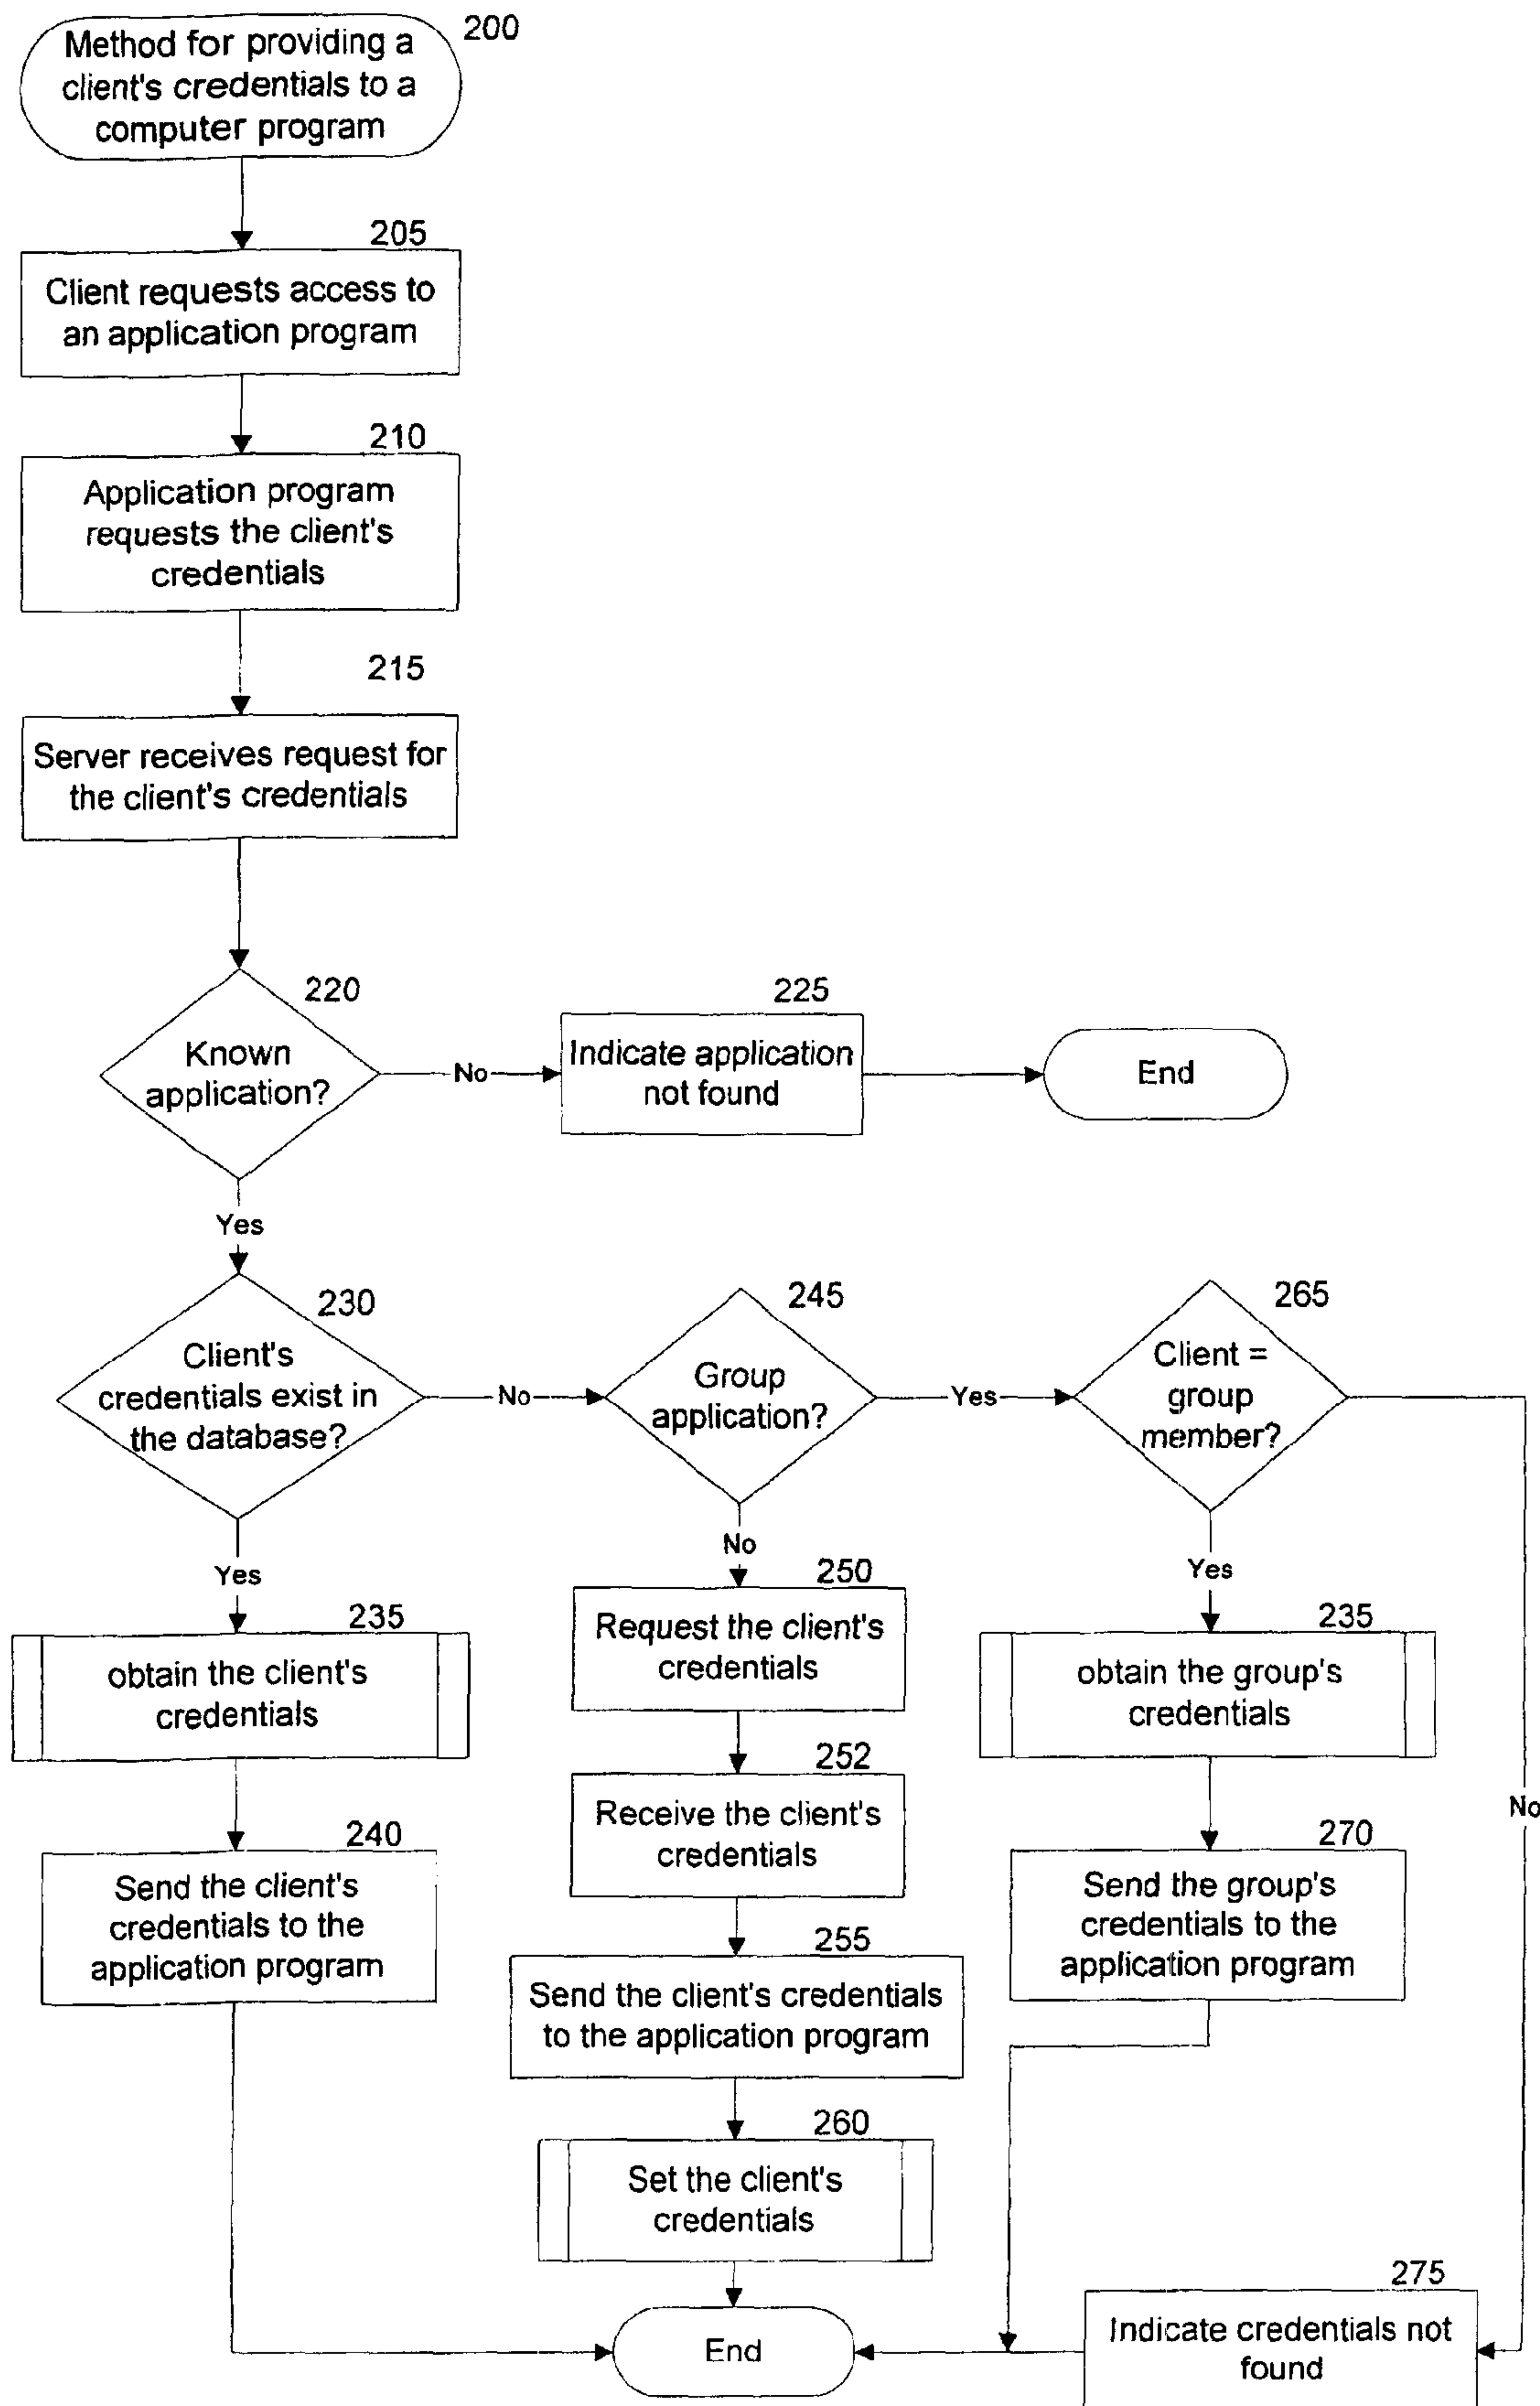 200
Method for providing a
client's credentials to a
computer program
205
Client requests access to
an application program
210
Application program
requests the client's
credentials
215
Server receives request for
the client's credentials
220
Known
application?
No
225
Indicate application
not found
End
Yes
230
Client's
credentials exist in
the database?
No
245
Group
application?
Yes
265
Client =
group
member?
No
Yes
235
obtain the client's
credentials
240
Send the client's
credentials to the
application program
No
250
Request the client's
credentials
252
Receive the client's
credentials
255
Send the client's credentials
to the application program
260
Set the client's
credentials
Yes
235
obtain the group's
credentials
270
Send the group's
credentials to the
application program
275
Indicate credentials not
found
End